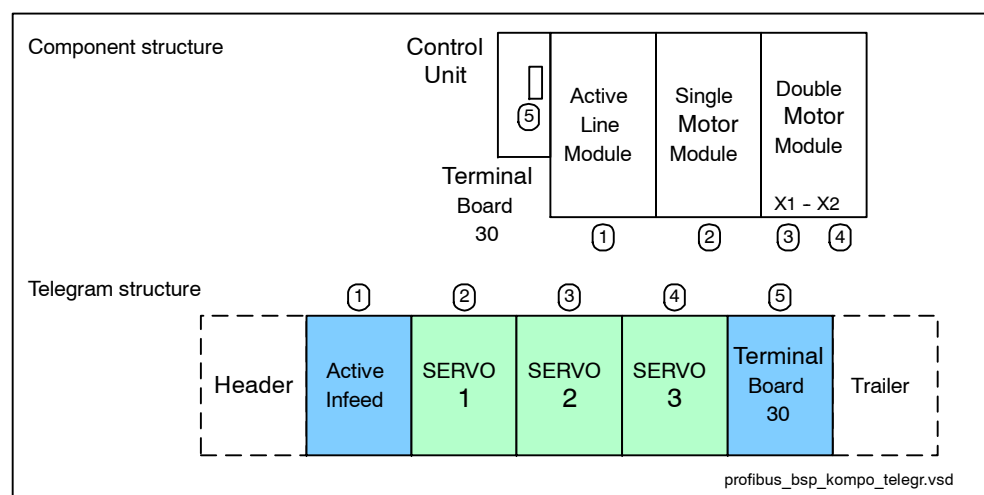 Component structure
Control
Unit
5
Active
Line
Module
Single
Motor
Module
Double
Motor
Module
X1 - X2
Terminal
Board
30
1
2
3
4
Telegram structure
1
2
3
4
5
Header
Active
Infeed
SERVO
1
SERVO
2
SERVO
3
Terminal
Board
30
Trailer
profibus_bsp_kompo_telegr.vsd